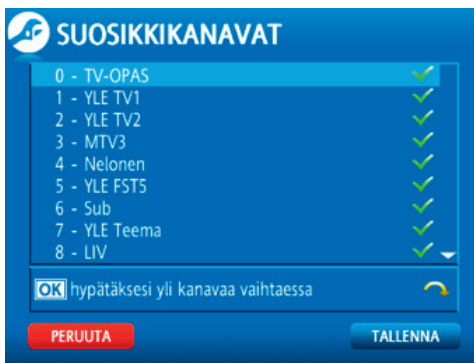 SUOSIKKIKANAVAT
0 - TV-OPAS
1 - YLE TV1
2 - YLE TV2
3 - MTV3
4 - Nelonen
5 - YLE FST5
6 - Sub
7 - YLE Teema
8 - LIV
OK hypätäksesi yli kanavaa vaihtaessa
PERUUTA TALLENNA